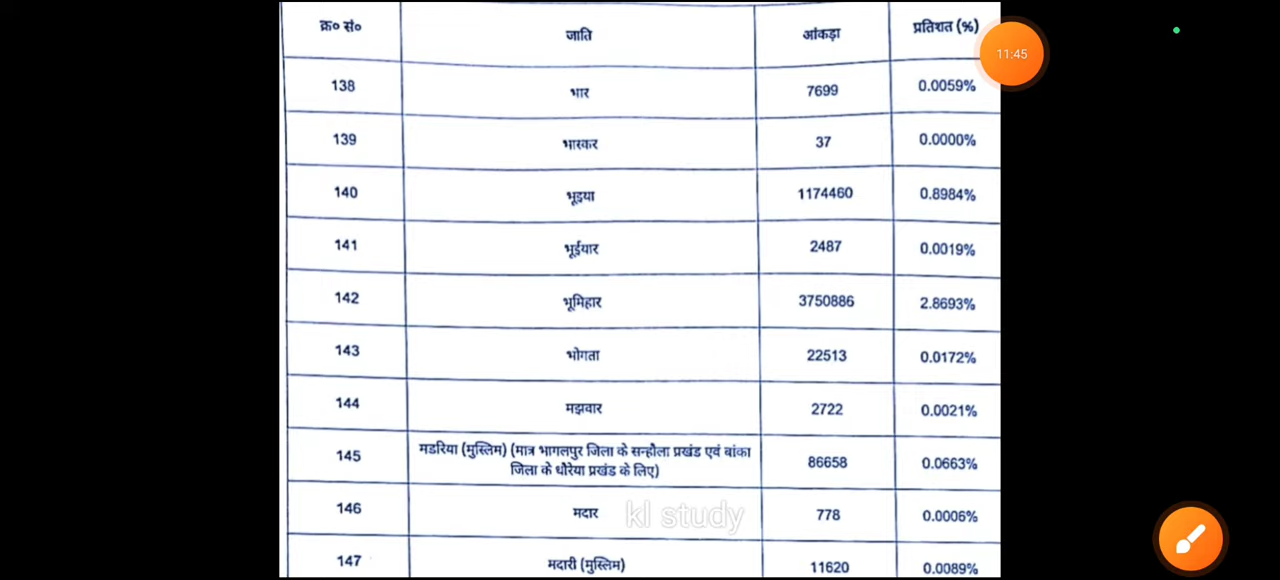 क्र० सं० जाति आंकड़ा प्रतिशत (%)
11:45
138 भार 7699 0.0059%
139 भास्कर 37 0.0000%
140 भूइया 1174460 0.8984%
141 भूईयार 2487 0.0019%
142 भूमिहार 3750886 2.8693%
143 भोगता 22513 0.0172%
144 मझवार 2722 0.0021%
145 मडरिया (मुस्लिम) (मात्र भागलपुर जिला के सन्हौला प्रखंड एवं बांका 86658 0.0663%
जिला के धौरेया प्रखंड के लिए)
146 मदार 778 0.0006%
kl study
147 मदारी (मुस्लिम) 11620 0.0089%